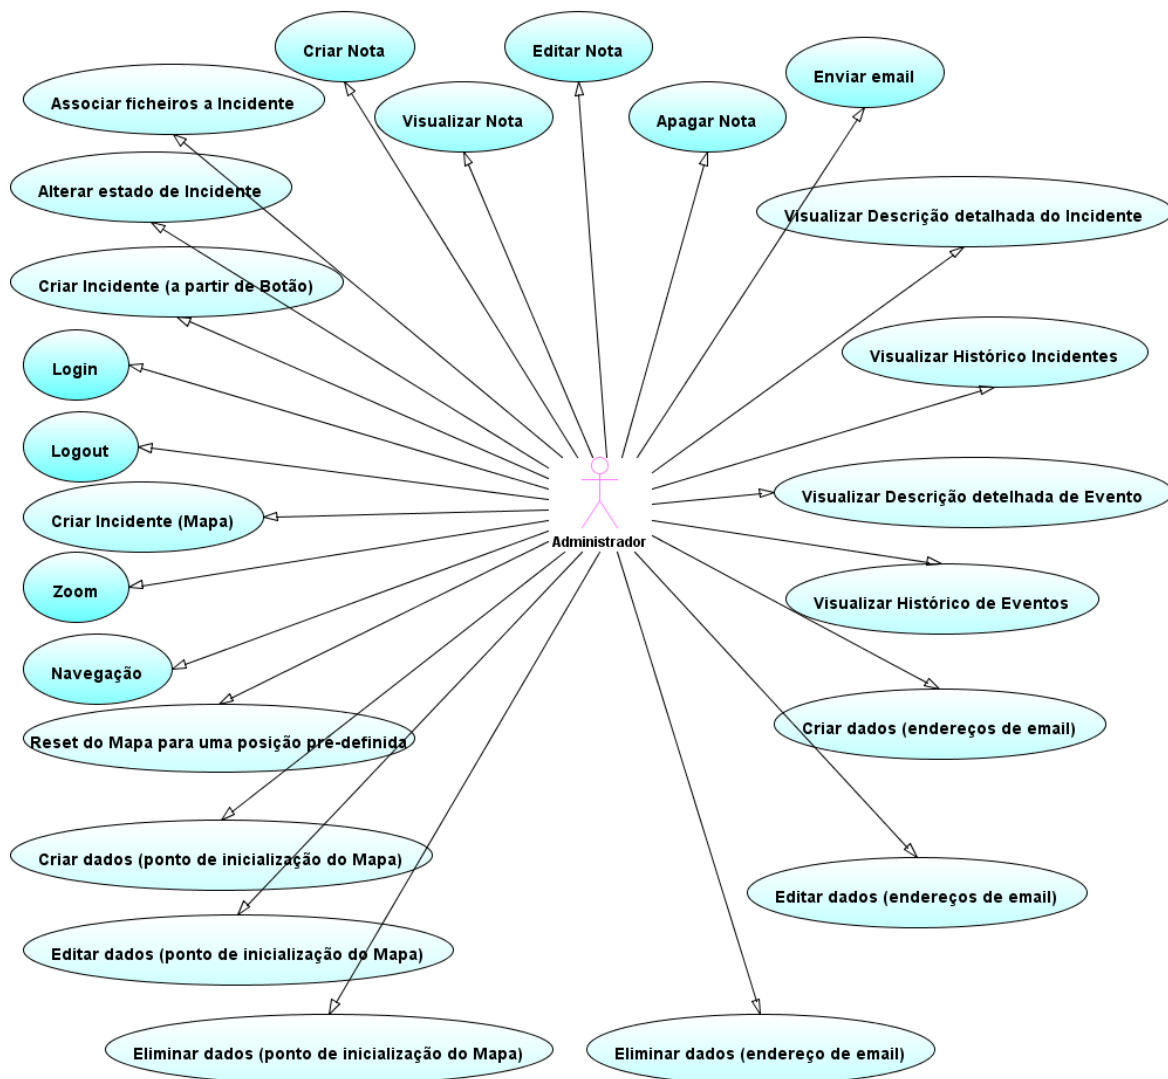 Criar Nota
Editar Nota
Enviar email
Associar ficheiros a Incidente
Visualizar Nota
Apagar Nota
Alterar estado de Incidente
Visualizar Descrição detalhada do Incidente
Criar Incidente (a partir de Botão)
Visualizar Histórico Incidentes
Login
Logout
Visualizar Descrição detelhada de Evento
Criar Incidente (Mapa)
Administrador
Zoom
Visualizar Histórico de Eventos
Navegação
Criar dados (endereços de email)
Reset do Mapa para uma posição pré-definida
Criar dados (ponto de inicialização do Mapa)
Editar dados (endereços de email)
Editar dados (ponto de inicialização do Mapa)
Eliminar dados (ponto de inicialização do Mapa)
Eliminar dados (endereço de email)